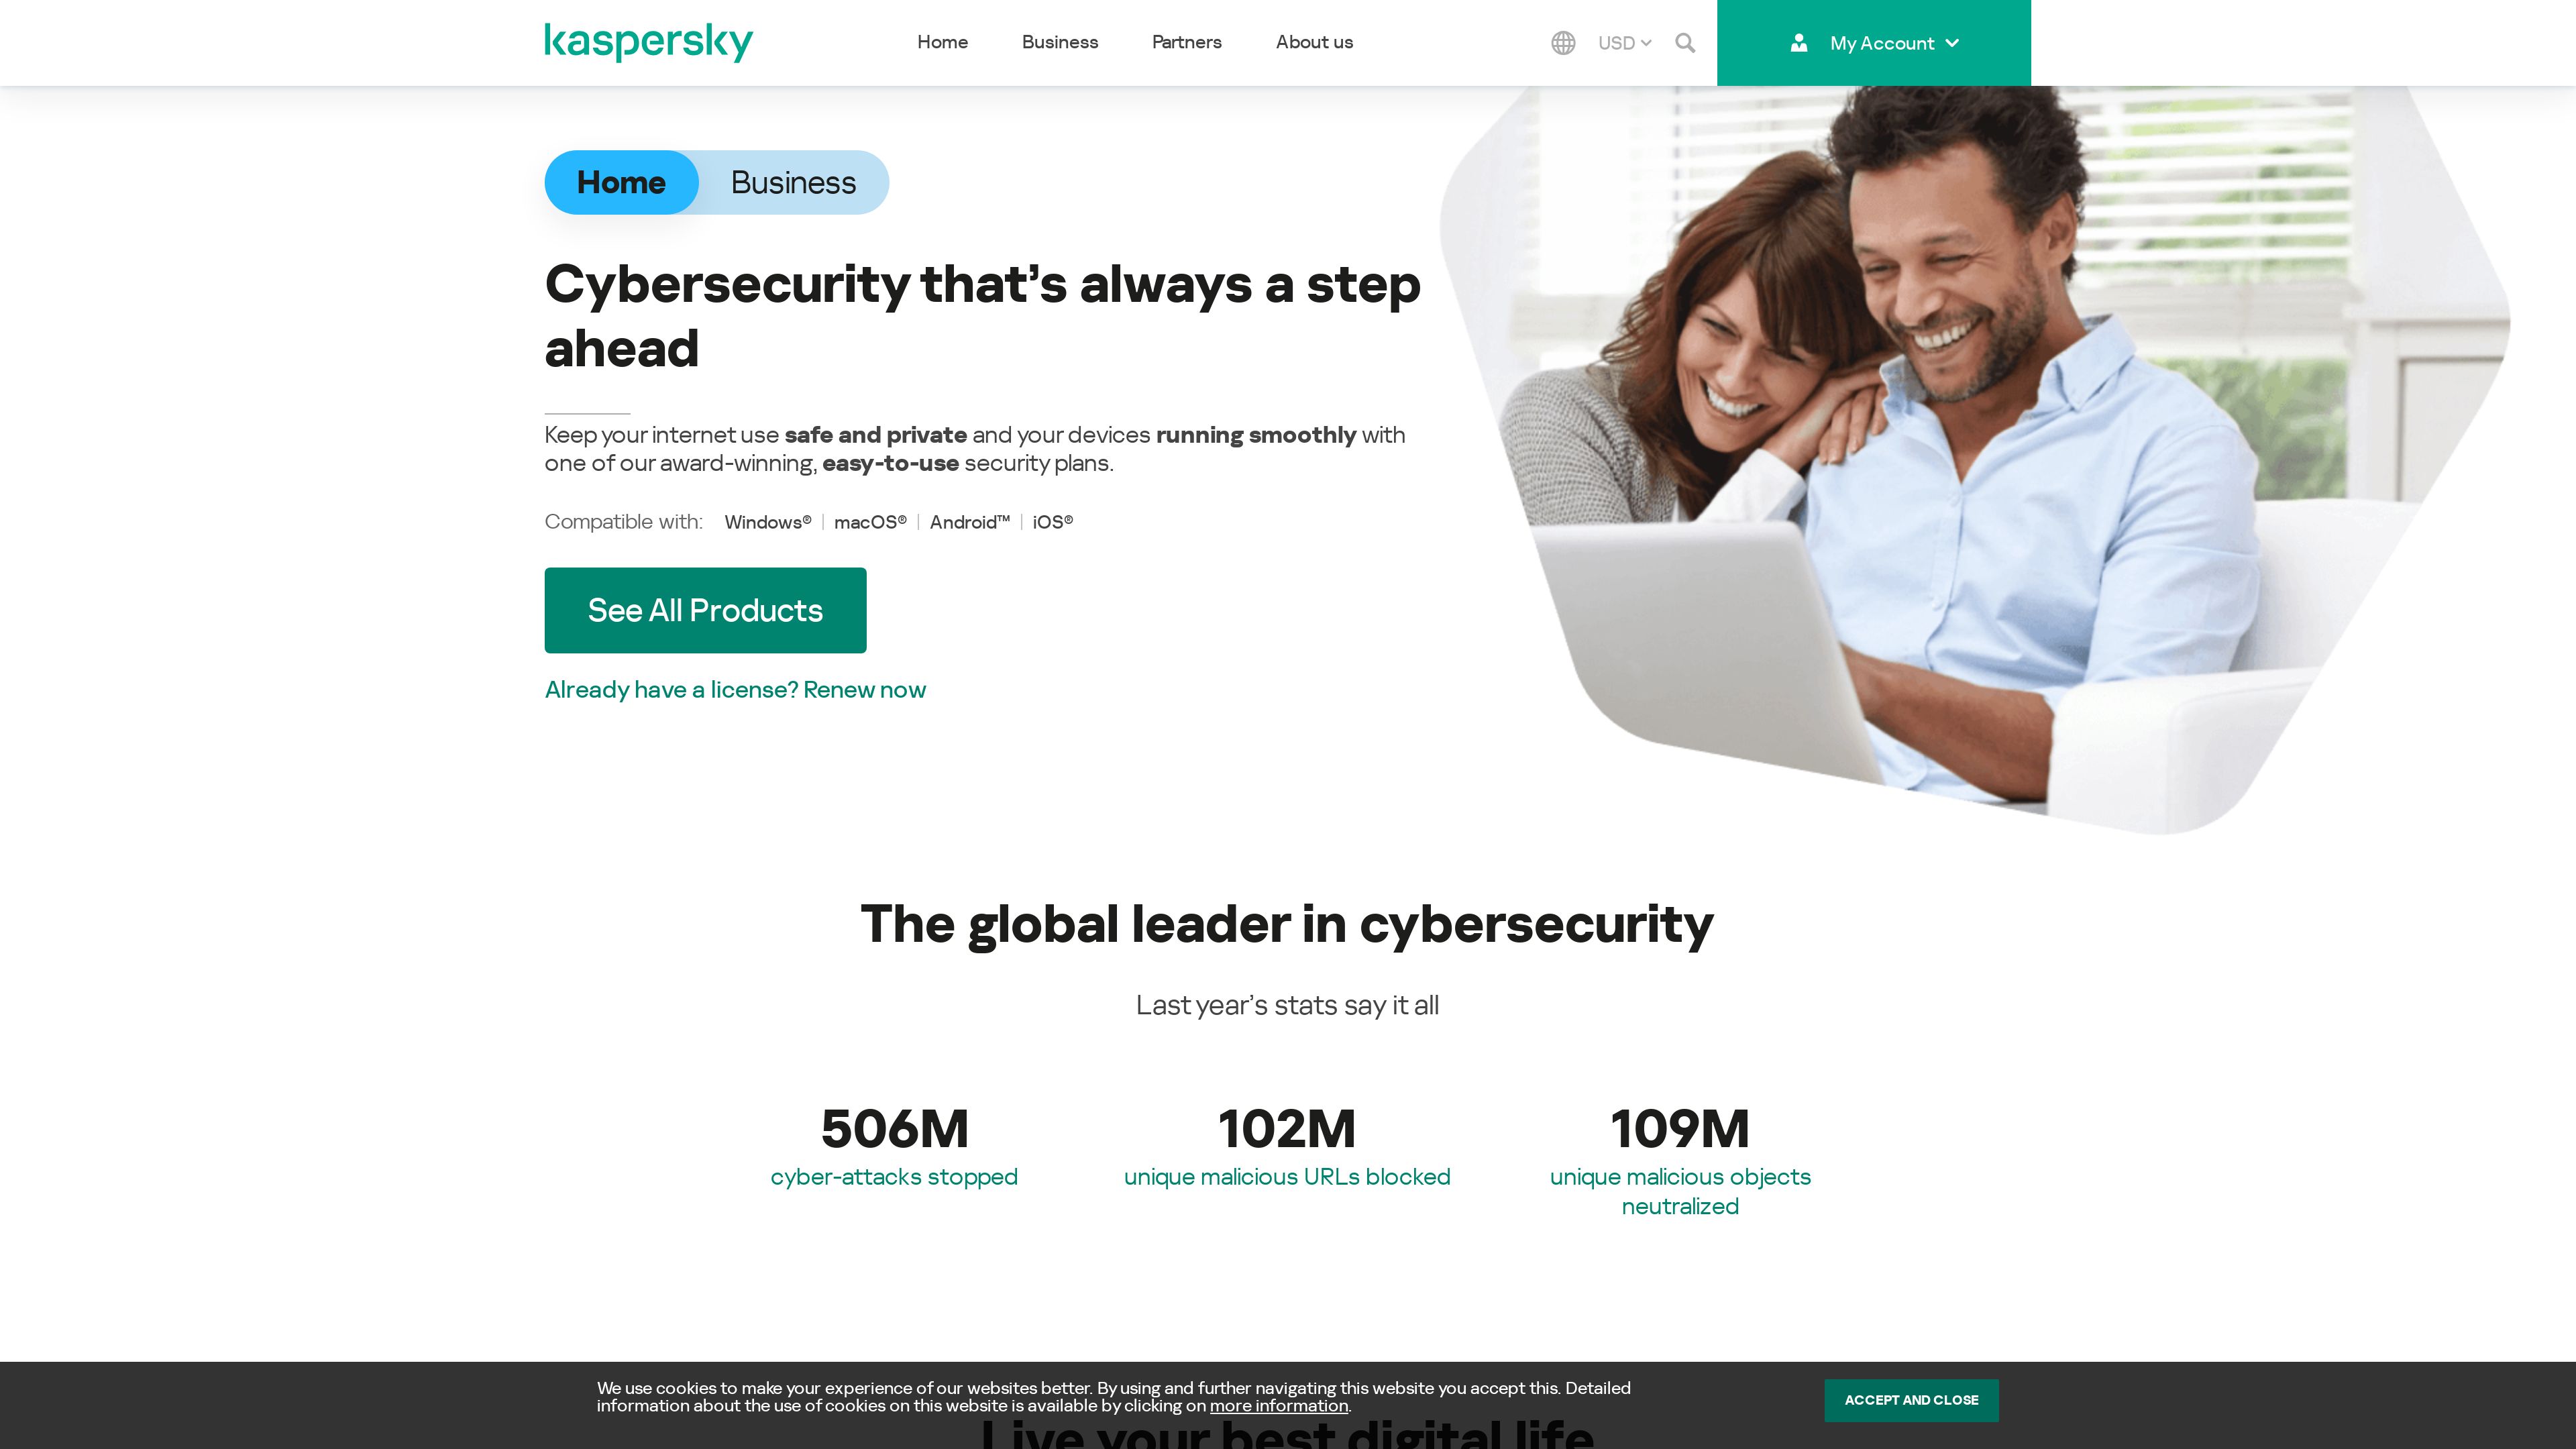 kaspersky
Home
Business
Partners
About us
USD
My Account
Home
Business
Cybersecurity that's always a step
ahead
Keep your internet use safe and private and your devices running smoothly with
one of our award-winning, easy-to-use security plans.
Compatible with: Windows® | macOS® | Android™ | iOS®
See All Products
Already have a license? Renew now
The global leader in cybersecurity
Last year's stats say it all
506M
cyber-attacks stopped
102M
unique malicious URLs blocked
109M
unique malicious objects
neutralized
We use cookies to make your experience of our websites better. By using and further navigating this website you accept this. Detailed
information about the use of cookies on this website is available by clicking on more information.
ACCEPT AND CLOSE
Live your best digital life